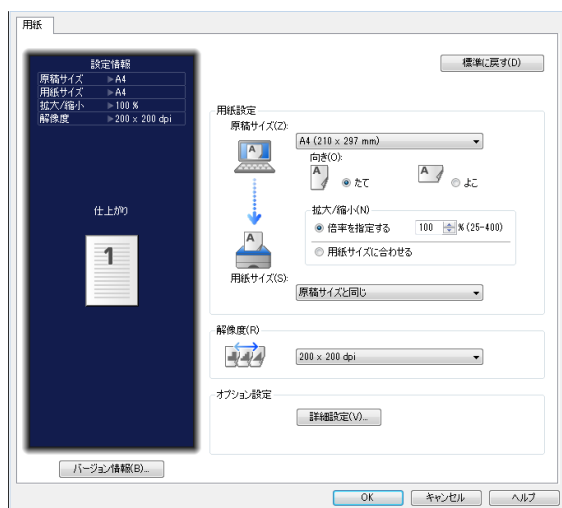 用紙
設定情報
原稿サイズ ▶A4
用紙サイズ ▶A4
拡大/縮小 ▶100 %
解像度 ▶200 x 200 dpi
仕上がり
1
バージョン情報(B)...
標準に戻す(D)
用紙設定
原稿サイズ(Z):
A4 (210 x 297 mm)
向き(O):
A たて A よこ
A
拡大/縮小(N)
倍率を指定する 100 % (25-400)
用紙サイズに合わせる
A
用紙サイズ(S):
原稿サイズと同じ
解像度(R)
200 x 200 dpi
オプション設定
詳細設定(V)...
OK キャンセル ヘルプ